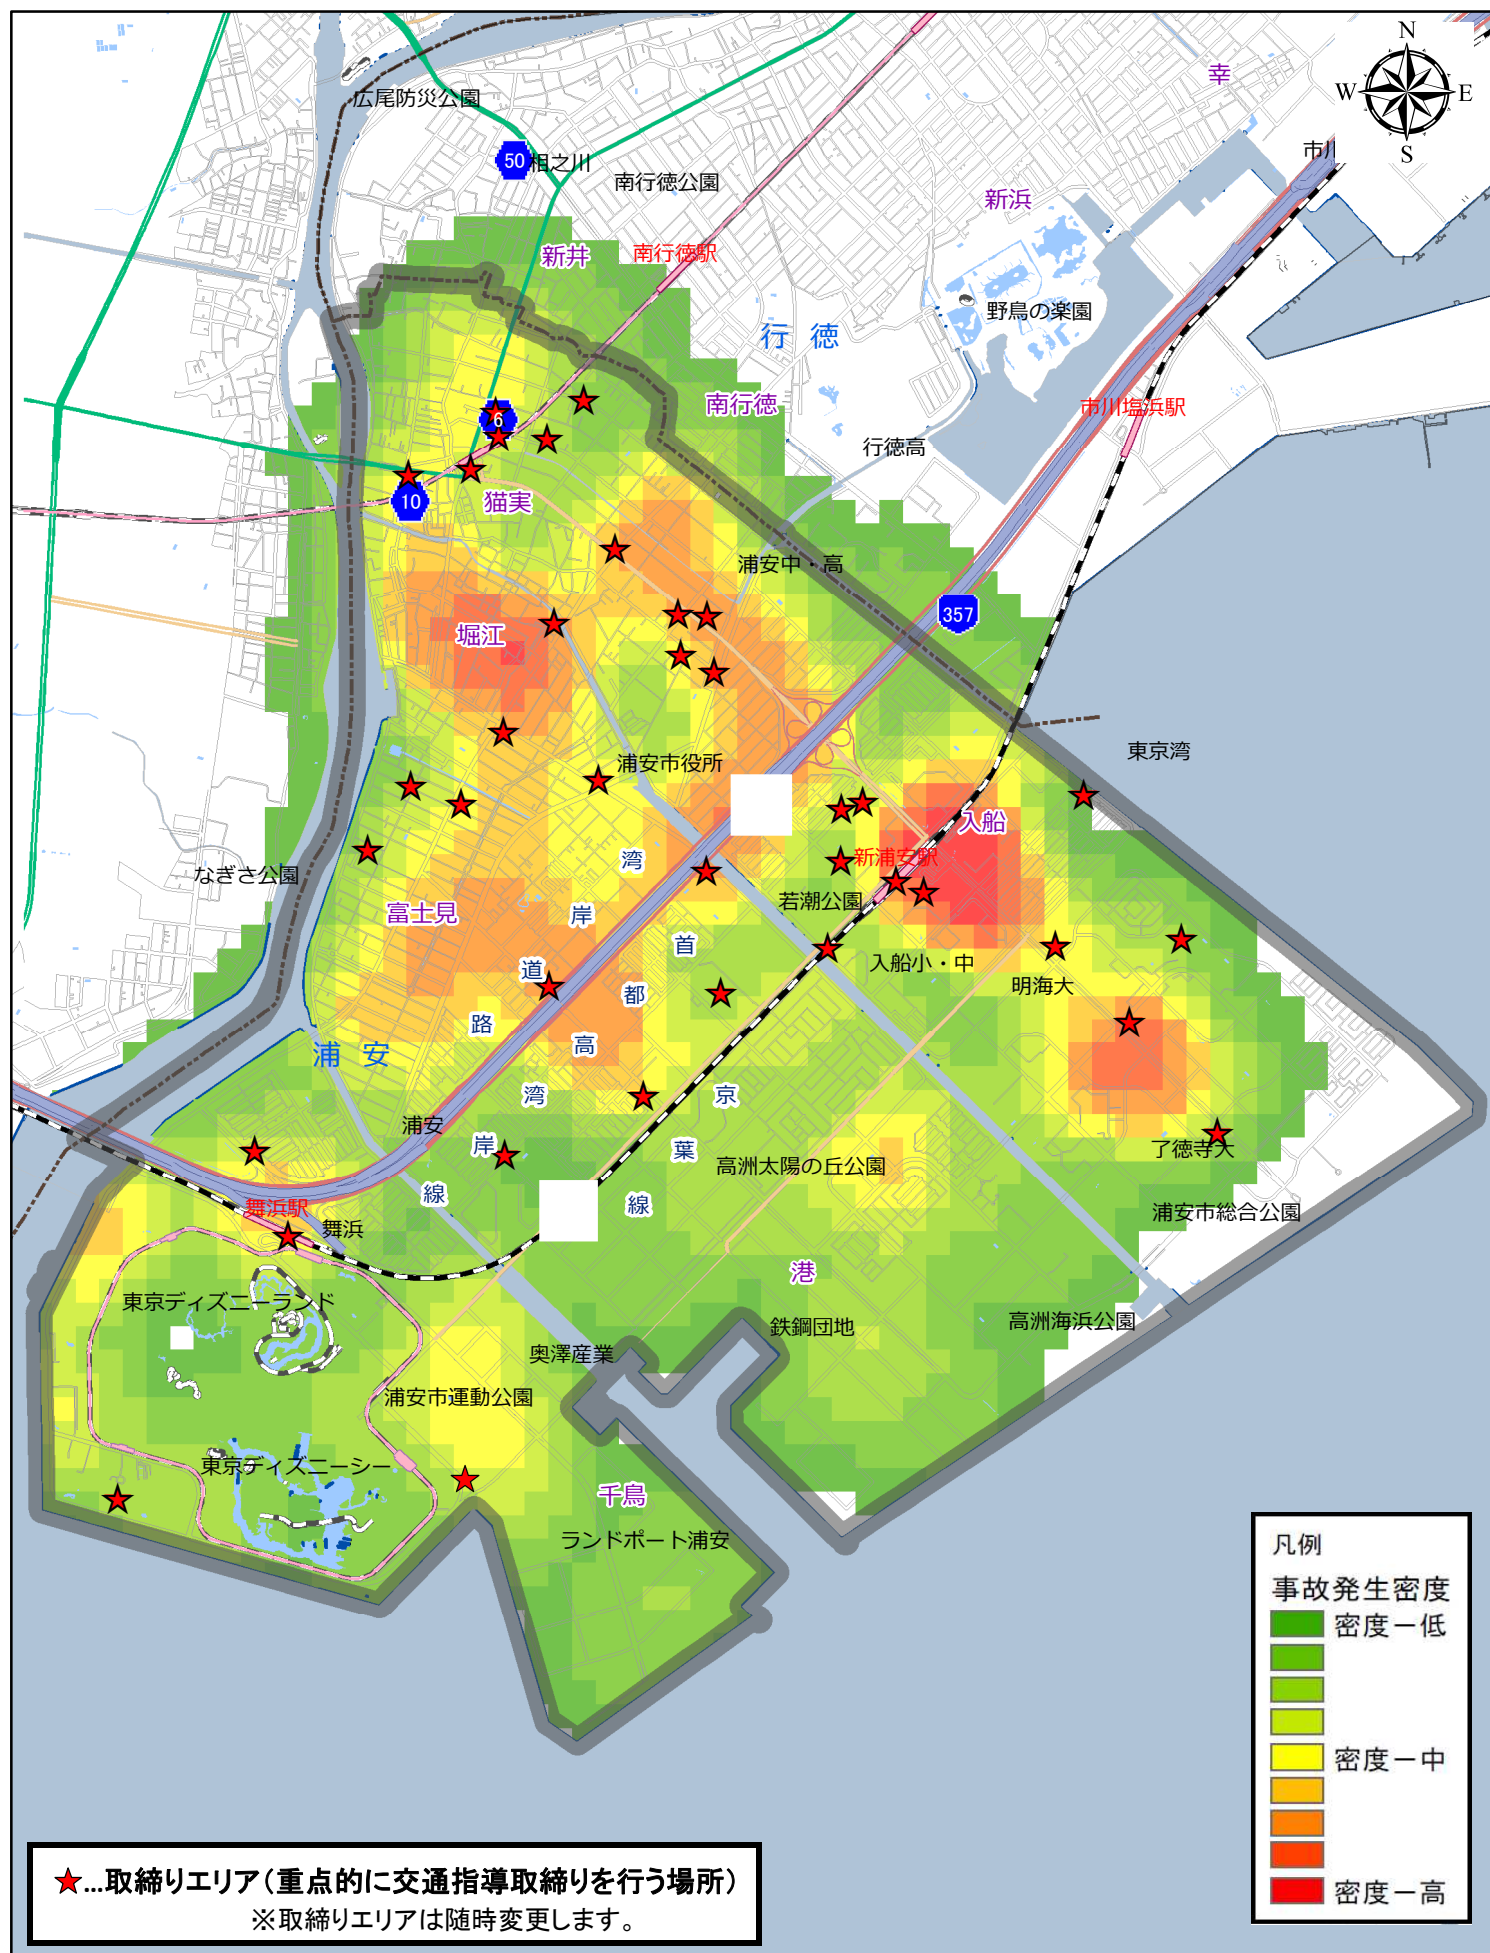 N
W
E
S
幸
広尾防災公園
50
相之川
市川
南行徳公園
新浜
新井
南行徳駅
野鳥の楽園
行徳
南行徳
市川塩浜駅
6
行徳高
10
猫実
浦安中・高
357
堀江
東京湾
浦安市役所
入船
湾
新浦安駅
なぎさ公園
若潮公園
富士見
岸
首
道
入船小・中
都
明海大
路
高
浦安
湾
京
浦安
岸
葉
了徳寺大
高洲太陽の丘公園
線
線
舞浜駅
舞浜
浦安市総合公園
港
東京ディズニーランド
高洲海浜公園
鉄鋼団地
奥澤産業
浦安市運動公園
東京ディズニーシー
千鳥
ランドポート浦安
凡例
事故発生密度
密度－低
密度－中
密度－高
★…取締りエリア（重点的に交通指導取締りを行う場所）
※取締りエリアは随時変更します。